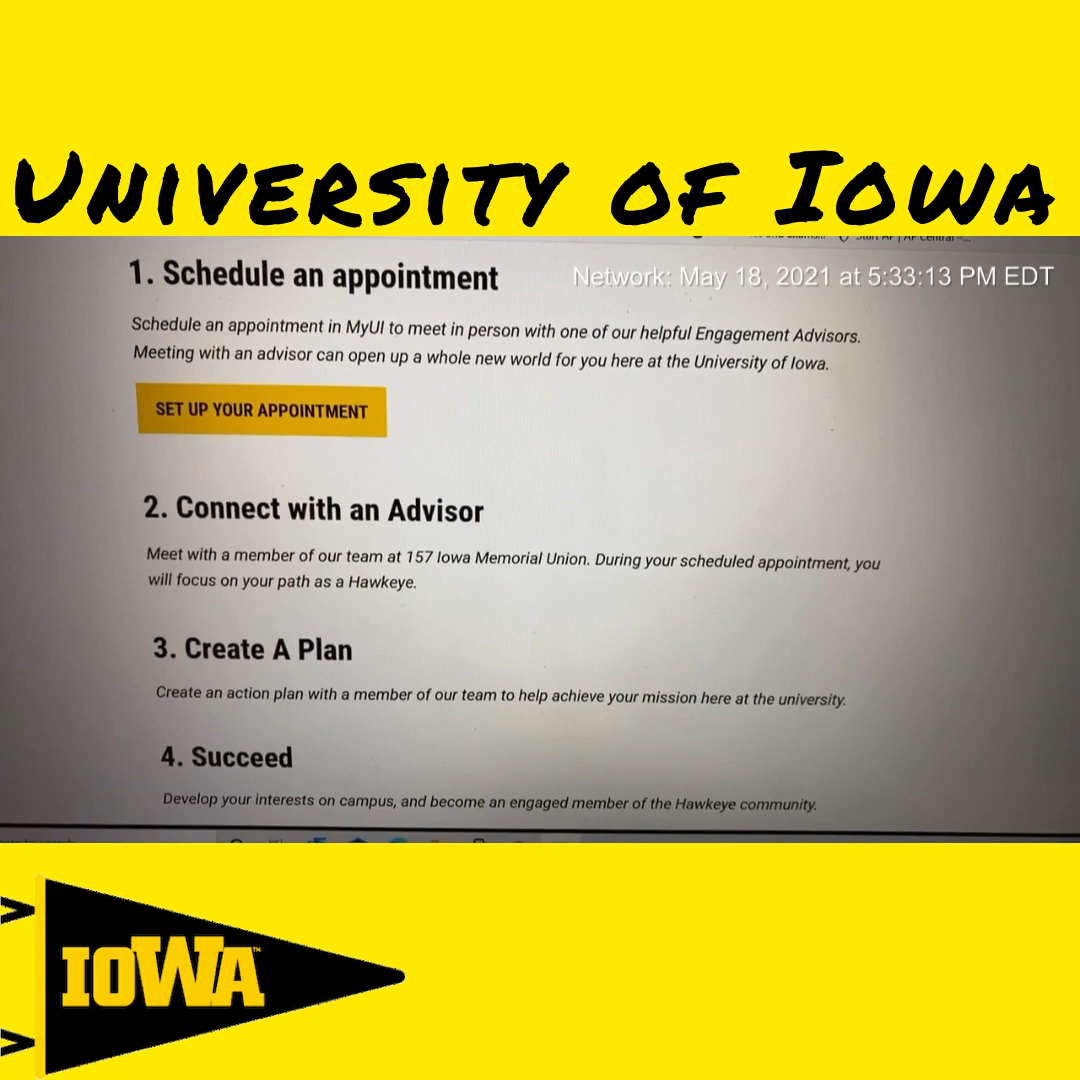 University of Iowa
Start AP | AP Central –...
1. Schedule an appointment
Network: May 18, 2021 at 5:33:13 PM EDT
Schedule an appointment in MyUI to meet in person with one of our helpful Engagement Advisors.
Meeting with an advisor can open up a whole new world for you here at the University of Iowa.
SET UP YOUR APPOINTMENT
2. Connect with an Advisor
Meet with a member of our team at 157 Iowa Memorial Union. During your scheduled appointment, you
will focus on your path as a Hawkeye.
3. Create A Plan
Create an action plan with a member of our team to help achieve your mission here at the university.
4. Succeed
Develop your interests on campus, and become an engaged member of the Hawkeye community.
IOWA™